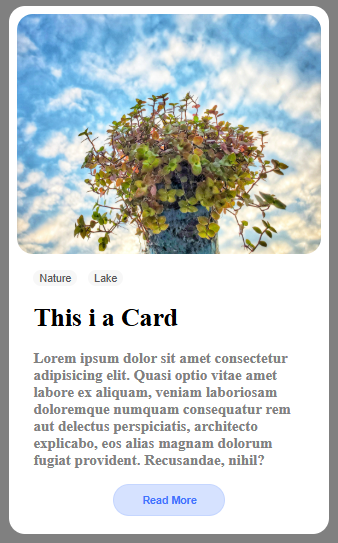 Nature Lake
This i a Card
Lorem ipsum dolor sit amet consectetur
adipisicing elit. Quasi optio vitae amet
labore ex aliquam, veniam laboriosam
doloremque numquam consequatur rem
aut delectus perspiciatis, architecto
explicabo, eos alias magnam dolorum
fugiat provident. Recusandae, nihil?
Read More